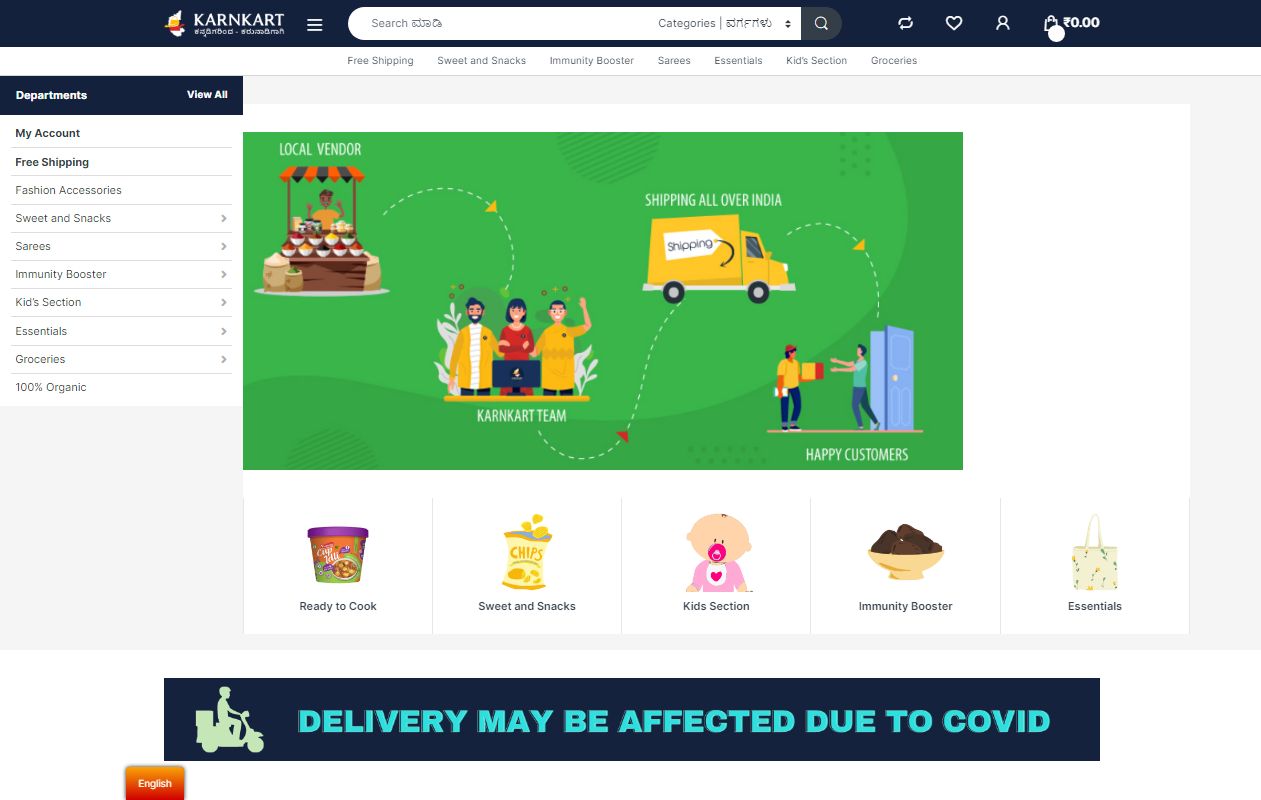 KARNKART
ಕನ್ನಡಿಗರಿಂದ - ಕರುನಾಡಿಗಾಗಿ
Search ಮಾಡಿ
Categories | ವರ್ಗಗಳು
₹0.00
Free Shipping
Sweet and Snacks
Immunity Booster
Sarees
Essentials
Kid's Section
Groceries
Departments
View All
My Account
Free Shipping
Fashion Accessories
Sweet and Snacks
Sarees
Immunity Booster
Kid's Section
Essentials
Groceries
100% Organic
LOCAL VENDOR
SHIPPING ALL OVER INDIA
Shipping
KARNKART TEAM
HAPPY CUSTOMERS
CHIPS
Ready to Cook
Sweet and Snacks
Kids Section
Immunity Booster
Essentials
DELIVERY MAY BE AFFECTED DUE TO COVID
English